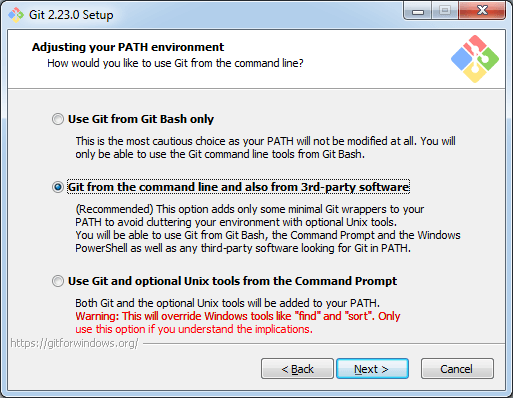 Git 2.23.0 Setup
Adjusting your PATH environment
How would you like to use Git from the command line?
Use Git from Git Bash only
This is the most cautious choice as your PATH will not be modified at all. You will
only be able to use the Git command line tools from Git Bash.
Git from the command line and also from 3rd-party software
(Recommended) This option adds only some minimal Git wrappers to your
PATH to avoid cluttering your environment with optional Unix tools.
You will be able to use Git from Git Bash, the Command Prompt and the Windows
PowerShell as well as any third-party software looking for Git in PATH.
Use Git and optional Unix tools from the Command Prompt
Both Git and the optional Unix tools will be added to your PATH.
Warning: This will override Windows tools like "find" and "sort". Only
use this option if you understand the implications.
https://gitforwindows.org/
< Back
Next >
Cancel